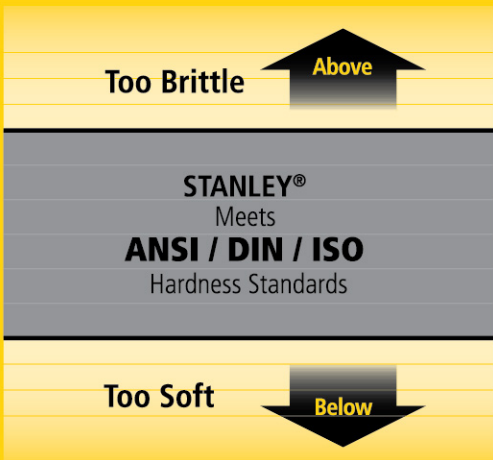 Above
Too Brittle
STANLEY®
Meets
ANSI / DIN / ISO
Hardness Standards
Too Soft
Below